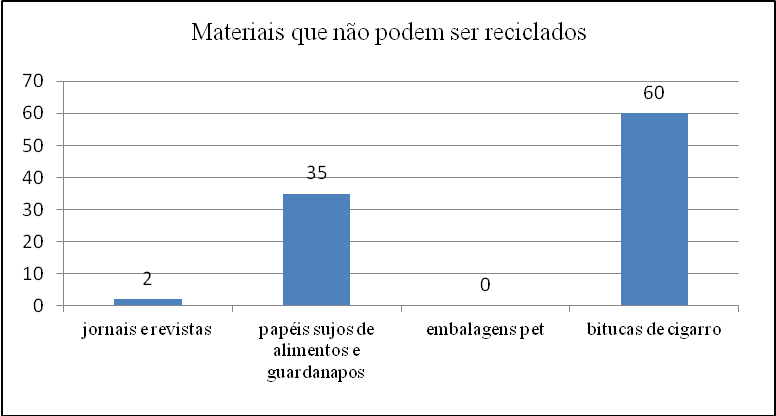 Materiais que não podem ser reciclados
70
60
50
40
30
20
10
0
2
35
0
60
jornais e revistas
papéis sujos de
alimentos e
guardanapos
embalagens pet
bitucas de cigarro